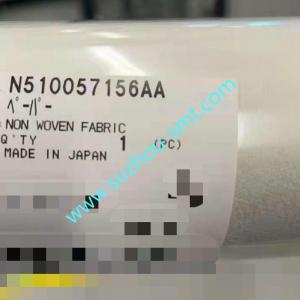 N510057156AA
ペーパー
NON WOVEN FABRIC
Q'TY 1 (PC)
MADE IN JAPAN
www.suzhou-smt.com